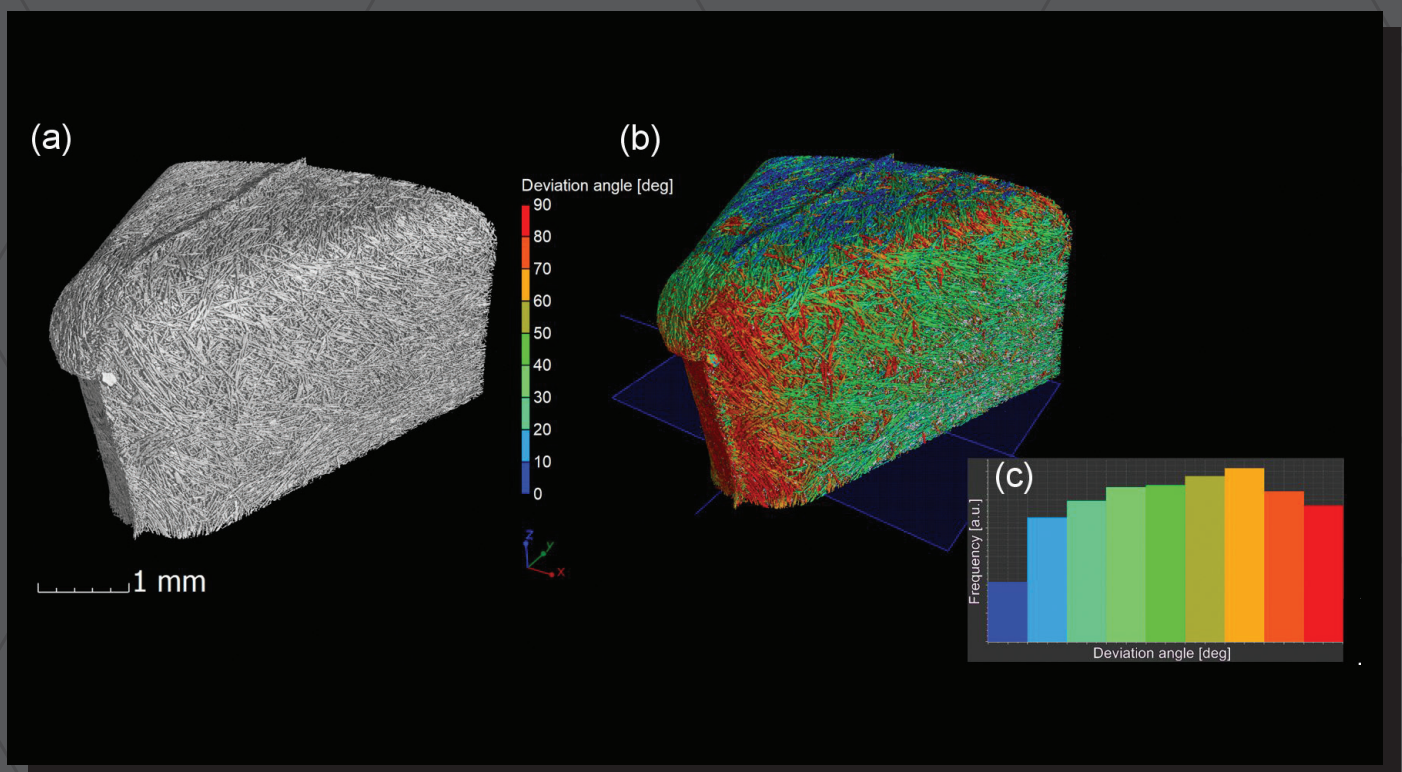 (a)
(b)
Deviation angle [deg]
90
80
70
60
50
40
30
20
10
0
z
y
x
1 mm
(c)
Frequency [a.u.]
Deviation angle [deg]